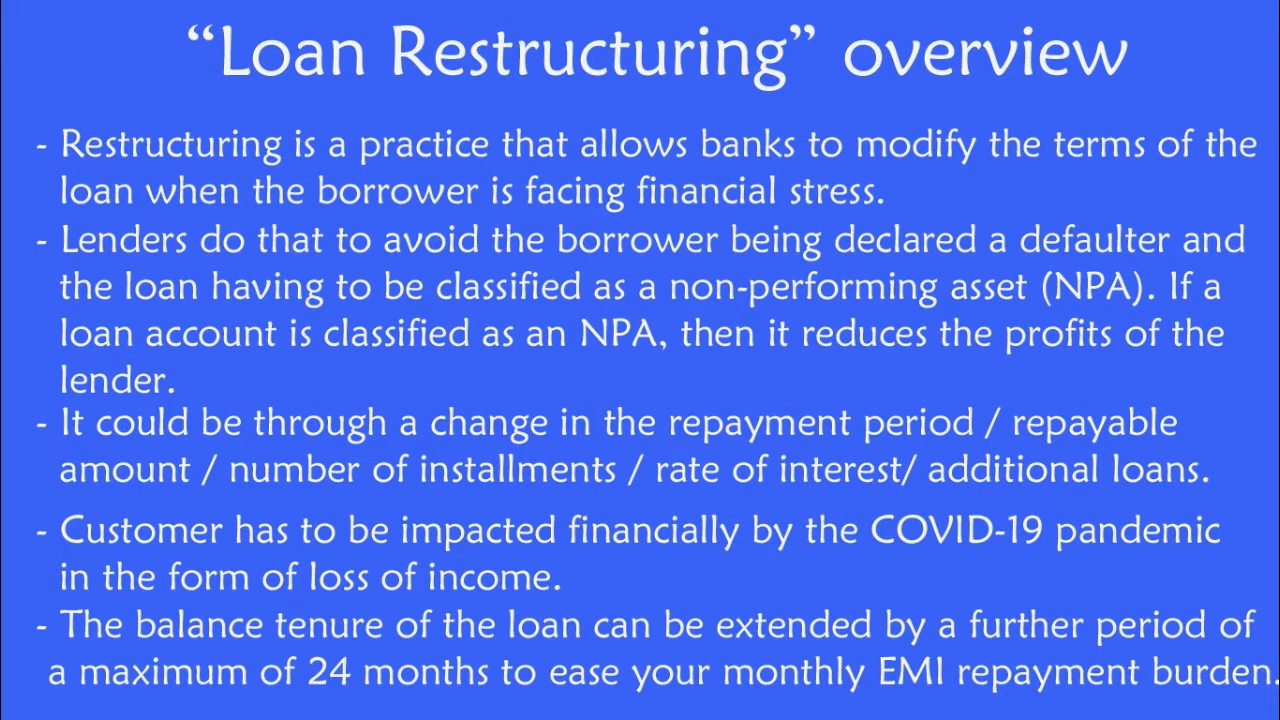 “Loan Restructuring” overview
- Restructuring is a practice that allows banks to modify the terms of the
loan when the borrower is facing financial stress.
- Lenders do that to avoid the borrower being declared a defaulter and
the loan having to be classified as a non-performing asset (NPA). If a
loan account is classified as an NPA, then it reduces the profits of the
lender.
- It could be through a change in the repayment period / repayable
amount / number of installments / rate of interest/ additional loans.
- Customer has to be impacted financially by the COVID-19 pandemic
in the form of loss of income.
- The balance tenure of the loan can be extended by a further period of
a maximum of 24 months to ease your monthly EMI repayment burden.